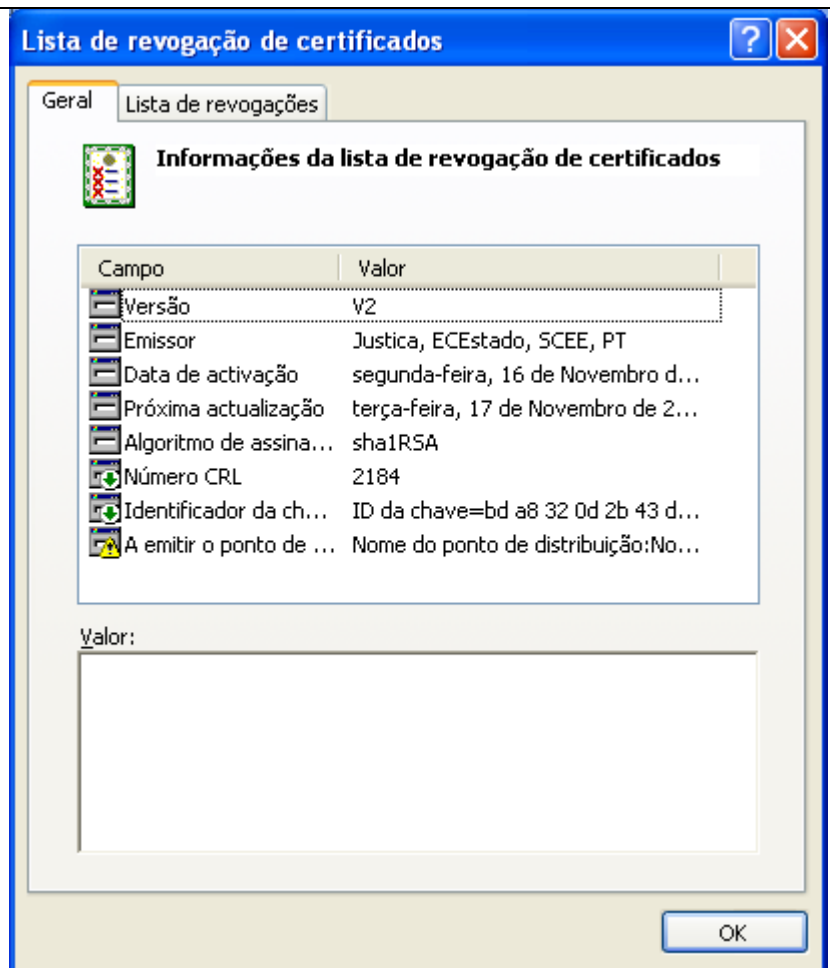 Lista de revogação de certificados
Geral Lista de revogações
Informações da lista de revogação de certificados
Campo Valor
Versão V2
Emissor Justica, ECEstado, SCEE, PT
Data de activação segunda-feira, 16 de Novembro d...
Próxima actualização terça-feira, 17 de Novembro de 2...
Algoritmo de assina... sha1RSA
Número CRL 2184
Identificador da ch... ID da chave=bd a8 32 0d 2b 43 d...
A emitir o ponto de ... Nome do ponto de distribuição:No...
Valor:
OK